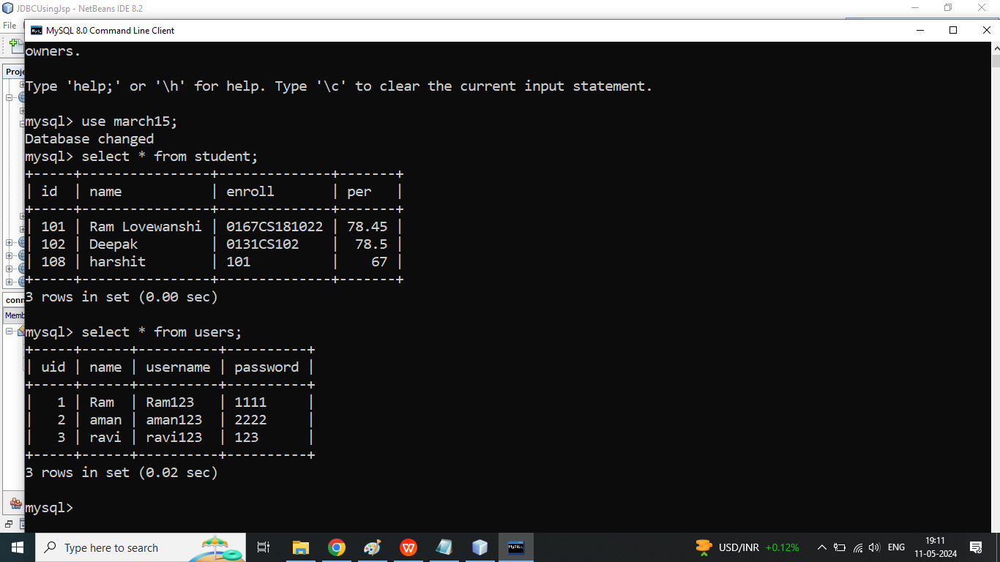 JDBCUsingJsp - NetBeans IDE 8.2
File
MySQL 8.0 Command Line Client
Proje
conn
Memb
owners.
Type 'help;' or '\h' for help. Type '\c' to clear the current input statement.
mysql> use march15;
Database changed
mysql> select * from student;
+-----+----------------+--------------+-------+
| id  | name           | enroll       | per   |
+-----+----------------+--------------+-------+
| 101 | Ram Lovewanshi | 0167CS181022 | 78.45 |
| 102 | Deepak         | 0131CS102    |  78.5 |
| 108 | harshit        | 101          |    67 |
+-----+----------------+--------------+-------+
3 rows in set (0.00 sec)
mysql> select * from users;
+-----+------+----------+----------+
| uid | name | username | password |
+-----+------+----------+----------+
|   1 | Ram  | Ram123   | 1111     |
|   2 | aman | aman123  | 2222     |
|   3 | ravi | ravi123  | 123      |
+-----+------+----------+----------+
3 rows in set (0.02 sec)
mysql>
Type here to search
W
MySQL
USD/INR +0.12%
ENG
19:11
11-05-2024